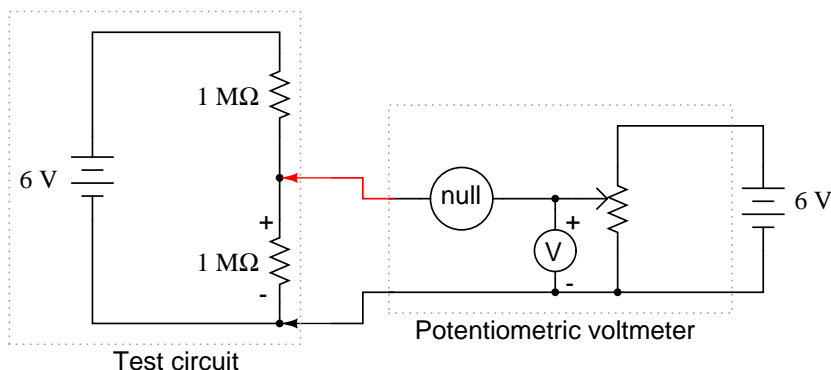 1 MΩ
6 V
+
1 MΩ
-
Test circuit
null
+
V
-
6 V
Potentiometric voltmeter